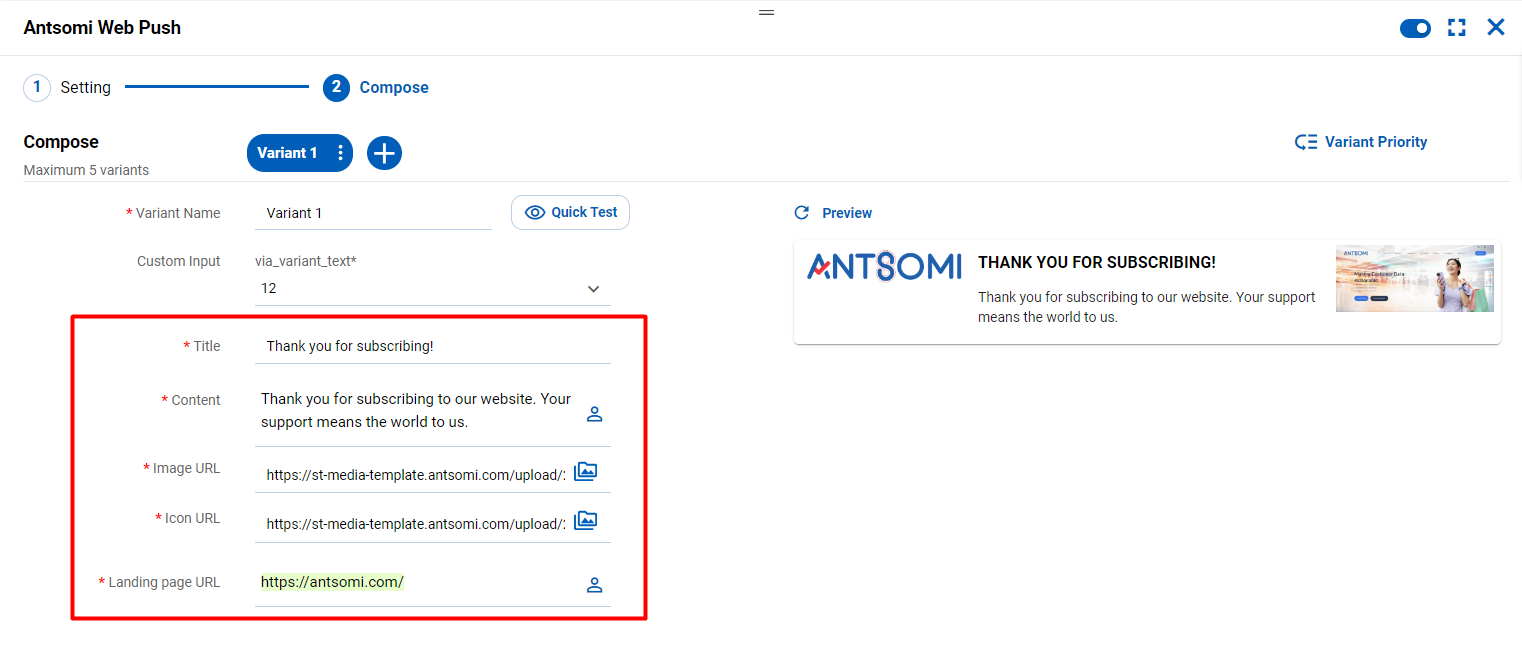 Antsomi Web Push
1 Setting
2 Compose
Compose
Maximum 5 variants
Variant 1
Variant Priority
* Variant Name
Variant 1
Quick Test
Custom Input
via_variant_text*
12
* Title
Thank you for subscribing!
* Content
Thank you for subscribing to our website. Your
support means the world to us.
* Image URL
https://st-media-template.antsomi.com/upload/
* Icon URL
https://st-media-template.antsomi.com/upload/
* Landing page URL
https://antsomi.com/
Preview
ANTSOMI
THANK YOU FOR SUBSCRIBING!
Thank you for subscribing to our website. Your support
means the world to us.
ANTSOMI